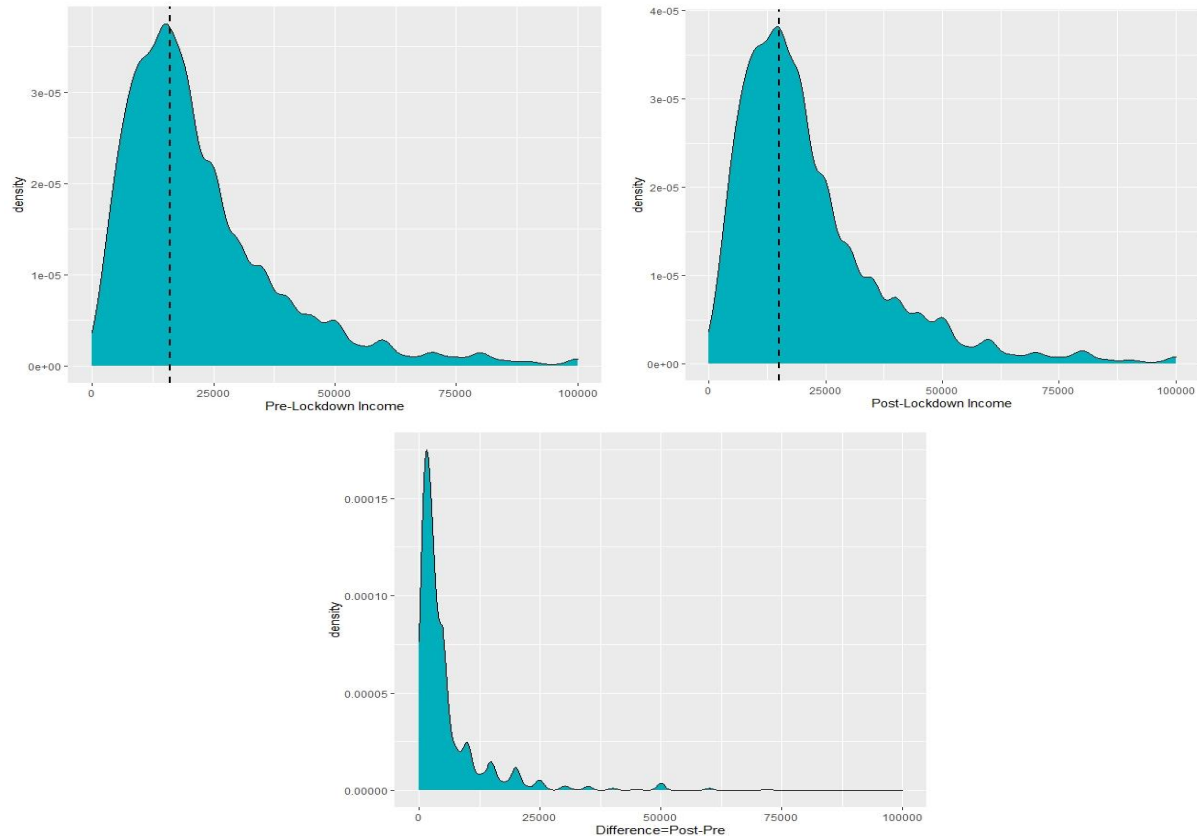 density
3e-05
2e-05
1e-05
0e+00
0 25000 50000 75000 100000
Pre-Lockdown Income
density
4e-05
3e-05
2e-05
1e-05
0e+00
0 25000 50000 75000 100000
Post-Lockdown Income
density
0.00015
0.00010
0.00005
0.00000
0 25000 50000 75000 100000
Difference=Post-Pre